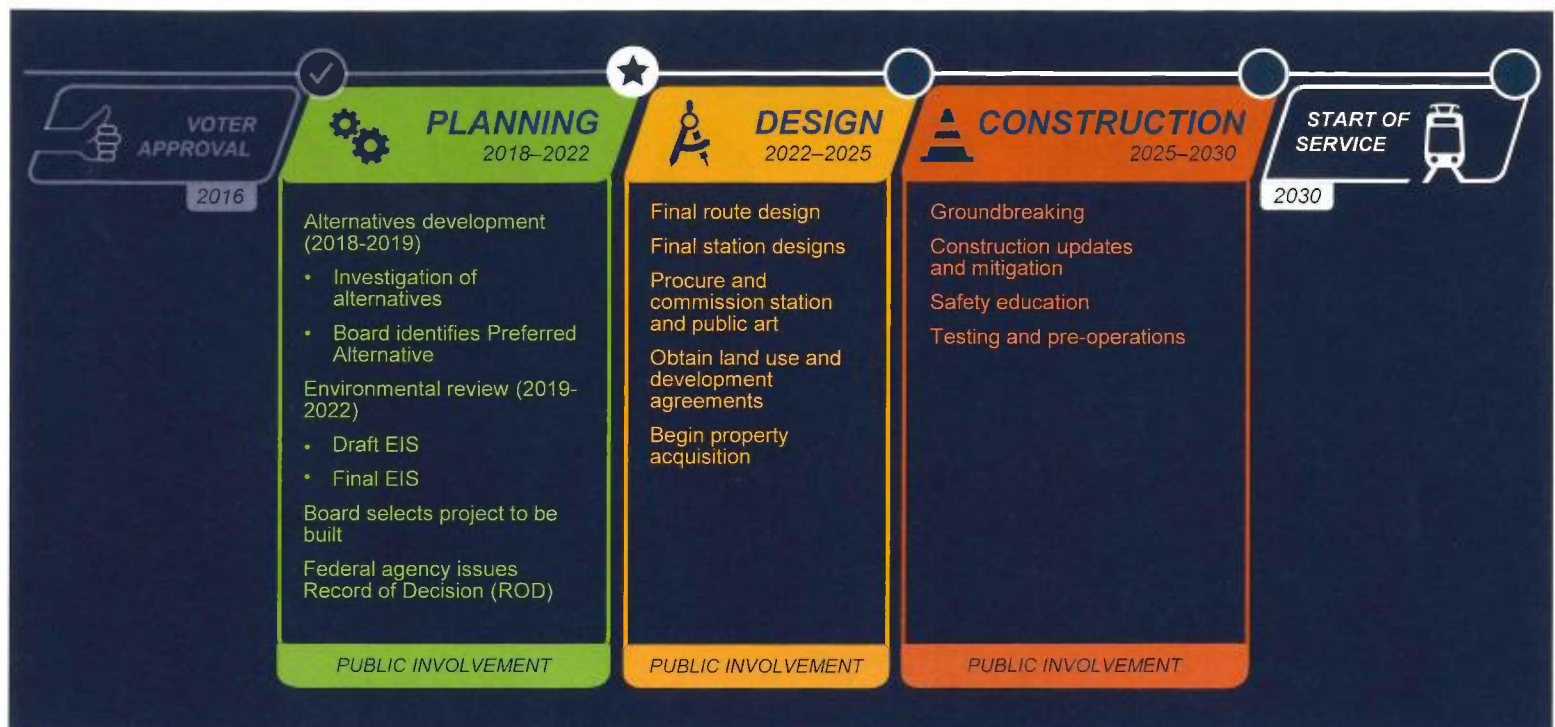 VOTER
APPROVAL
2016
PLANNING
2018–2022
Alternatives development
(2018-2019)
• Investigation of
alternatives
• Board identifies Preferred
Alternative
Environmental review (2019-
2022)
• Draft EIS
• Final EIS
Board selects project to be
built
Federal agency issues
Record of Decision (ROD)
PUBLIC INVOLVEMENT
DESIGN
2022–2025
Final route design
Final station designs
Procure and
commission station
and public art
Obtain land use and
development
agreements
Begin property
acquisition
PUBLIC INVOLVEMENT
CONSTRUCTION
2025–2030
Groundbreaking
Construction updates
and mitigation
Safety education
Testing and pre-operations
PUBLIC INVOLVEMENT
START OF
SERVICE
2030